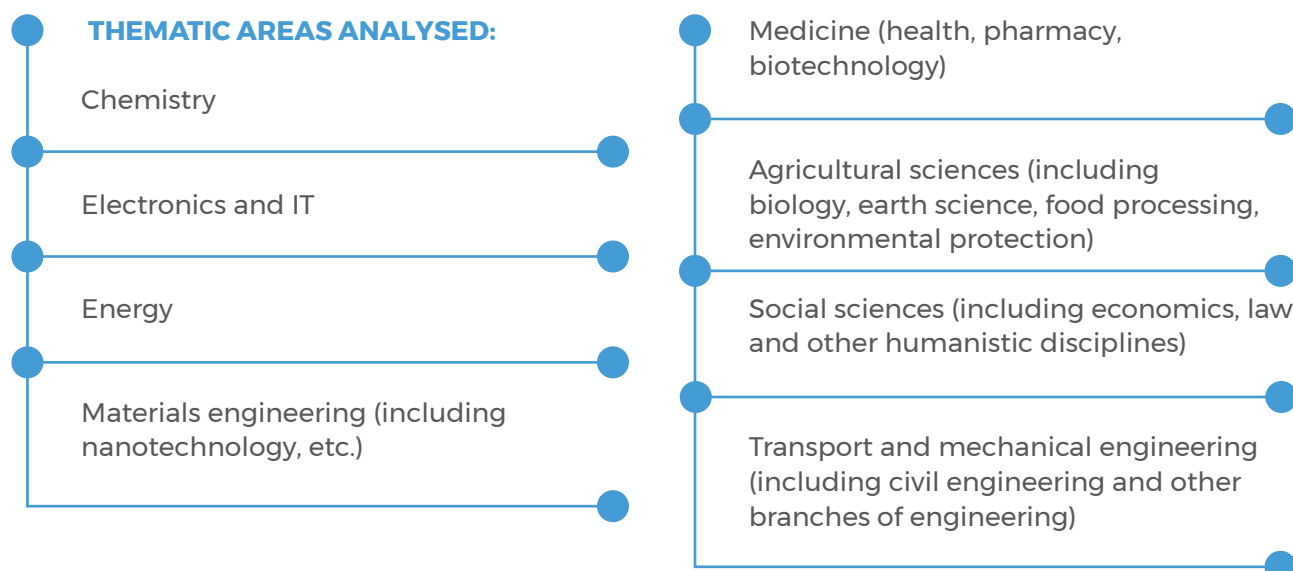 THEMATIC AREAS ANALYSED:
Chemistry
Electronics and IT
Energy
Materials engineering (including
nanotechnology, etc.)
Medicine (health, pharmacy,
biotechnology)
Agricultural sciences (including
biology, earth science, food processing,
environmental protection)
Social sciences (including economics, law
and other humanistic disciplines)
Transport and mechanical engineering
(including civil engineering and other
branches of engineering)